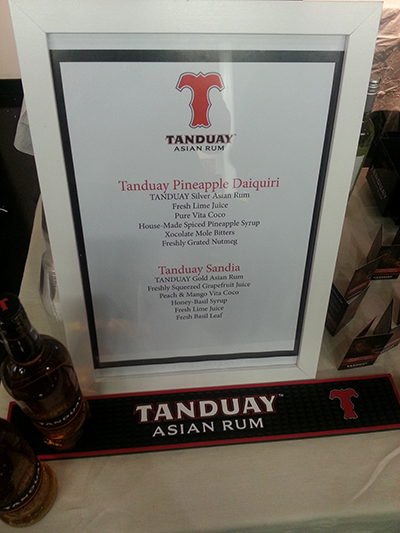 T
TANDUAY
ASIAN RUM
Tanduay Pineapple Daiquiri
TANDUAY Silver Asian Rum
Fresh Lime Juice
Pure Vita Coco
House-Made Spiced Pineapple Syrup
Xocolate Mole Bitters
Freshly Grated Nutmeg
Tanduay Sandia
TANDUAY Gold Asian Rum
Freshly Squeezed Grapefruit Juice
Peach & Mango Vita Coco
Honey-Basil Syrup
Fresh Lime Juice
Fresh Basil Leaf
TANDUAY
TANDUAY™
ASIAN RUM
T